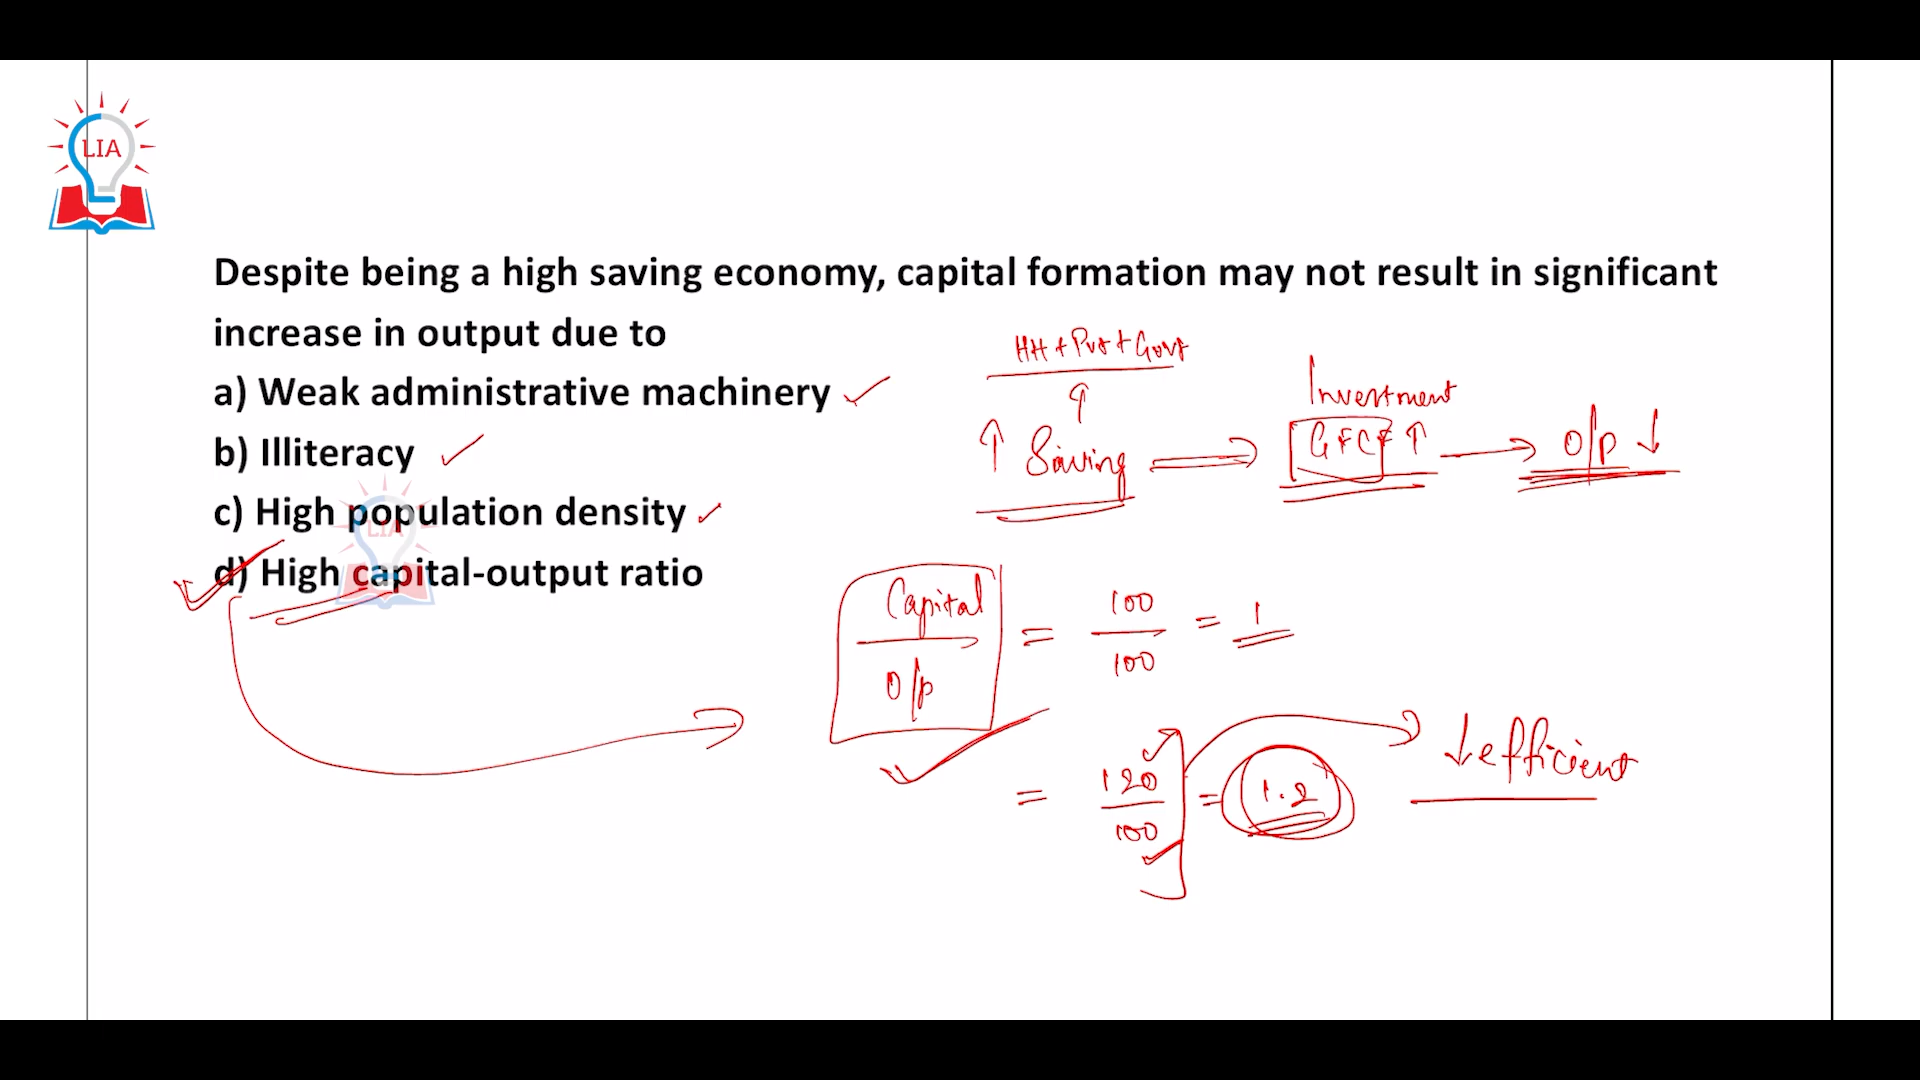 LIA
Despite being a high saving economy, capital formation may not result in significant
increase in output due to
a) Weak administrative machinery
b) Illiteracy
c) High population density
d) High capital-output ratio
LIA
HH + Pvt + Govt
↑
↑ Saving ⟹ Investment
GFCF ↑ → O/P ↓
Capital
O/P
= 100
100
= 1
= 120
100
= 1.2
↓ efficient